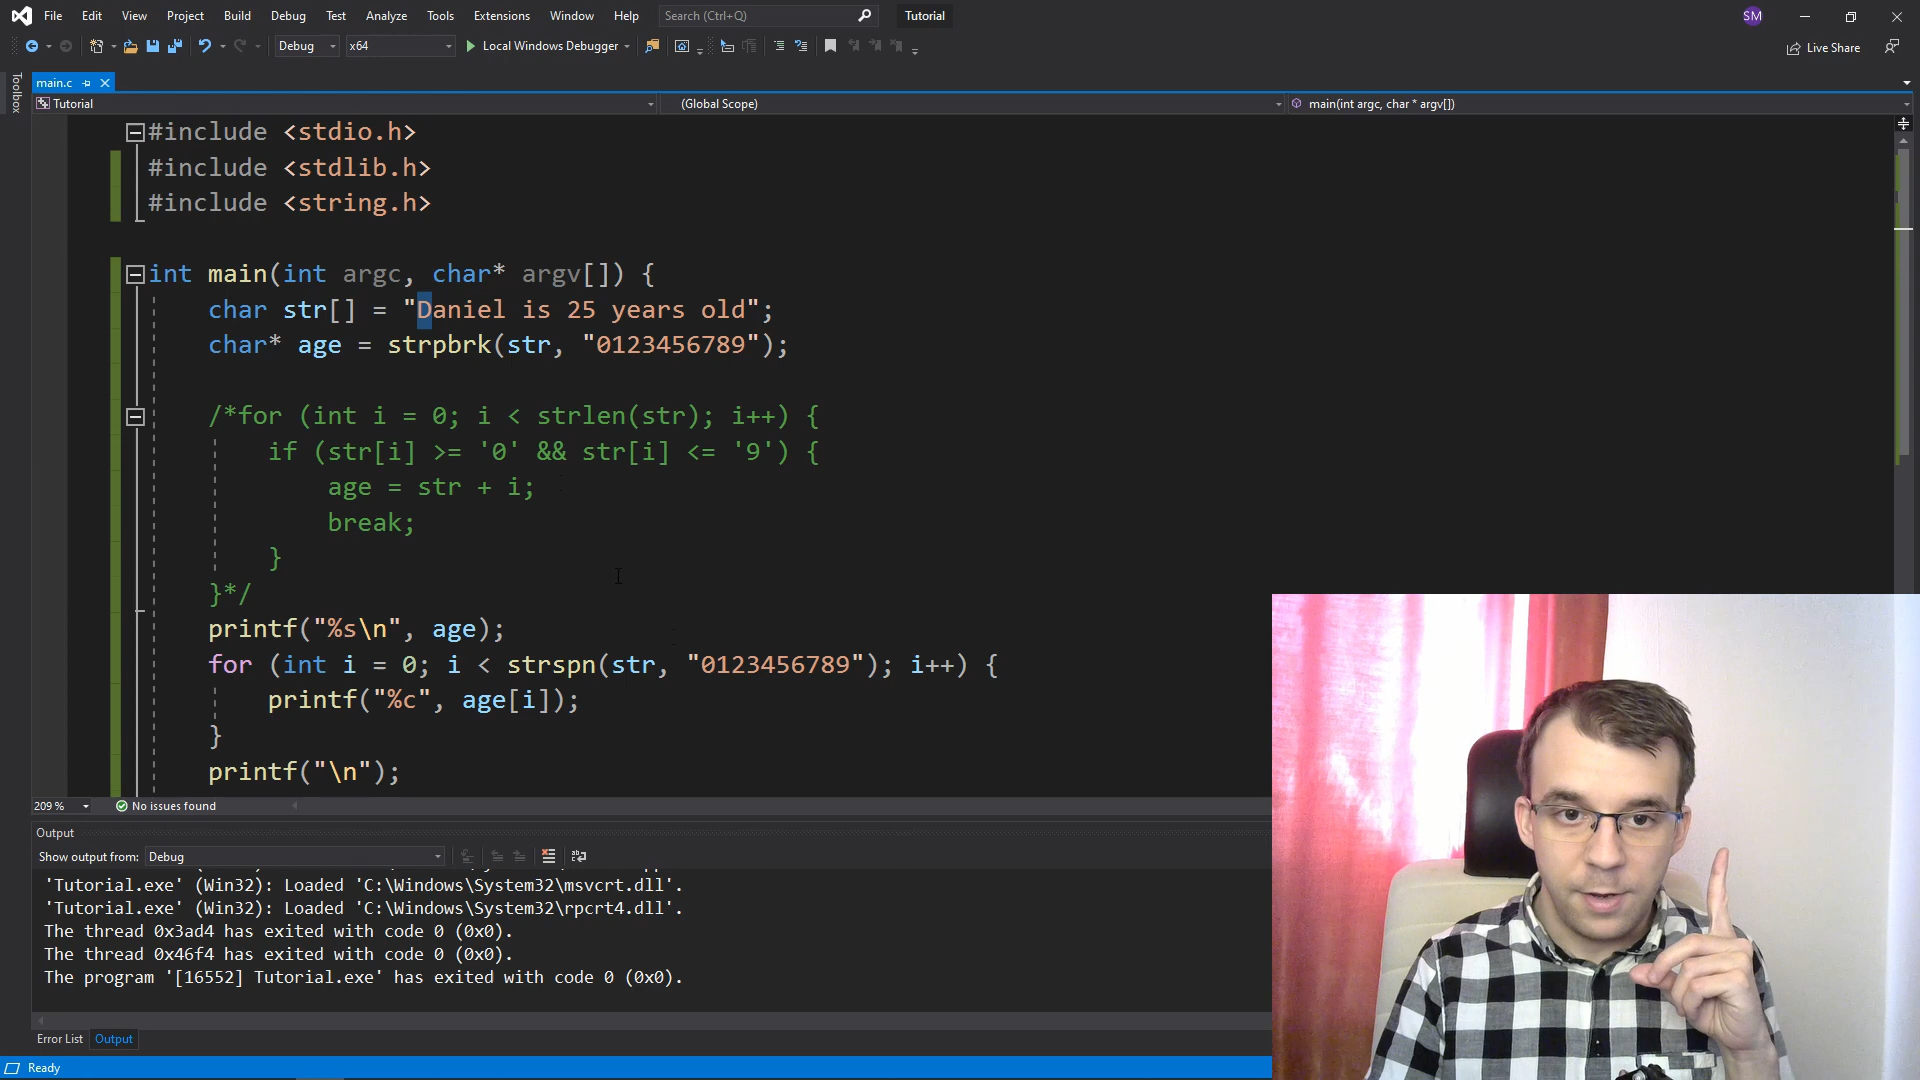 File Edit View Project Build Debug Test Analyze Tools Extensions Window Help Search (Ctrl+Q) Tutorial SM
Debug x64 Local Windows Debugger Live Share
Toolbox
main.c
Tutorial (Global Scope) main(int argc, char * argv[])
#include <stdio.h>
#include <stdlib.h>
#include <string.h>
int main(int argc, char* argv[]) {
char str[] = "Daniel is 25 years old";
char* age = strpbrk(str, "0123456789");
/*for (int i = 0; i < strlen(str); i++) {
if (str[i] >= '0' && str[i] <= '9') {
age = str + i;
break;
}
}*/
printf("%s\n", age);
for (int i = 0; i < strspn(str, "0123456789"); i++) {
printf("%c", age[i]);
}
printf("\n");
209 % No issues found
Output
Show output from: Debug
'Tutorial.exe' (Win32): Loaded 'C:\Windows\System32\msvcrt.dll'.
'Tutorial.exe' (Win32): Loaded 'C:\Windows\System32\rpcrt4.dll'.
The thread 0x3ad4 has exited with code 0 (0x0).
The thread 0x46f4 has exited with code 0 (0x0).
The program '[16552] Tutorial.exe' has exited with code 0 (0x0).
Error List Output
Ready